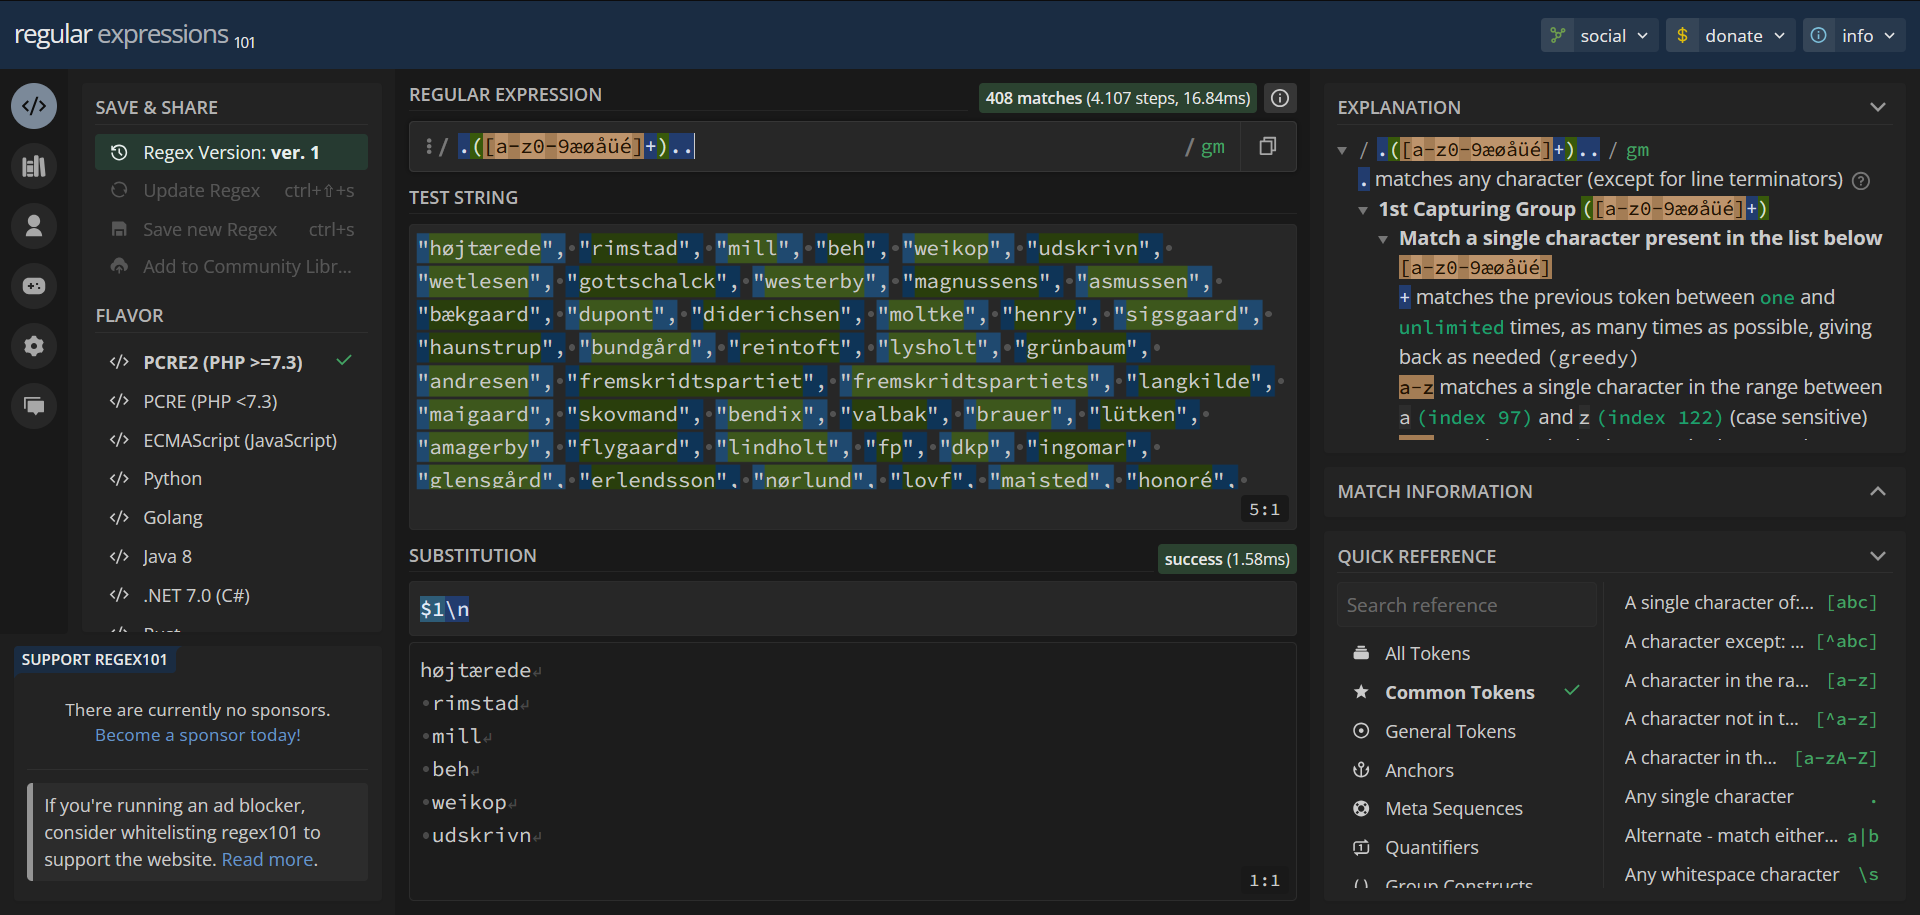 regular expressions 101
social
donate
info
SAVE & SHARE
Regex Version: ver. 1
Update Regex ctrl+⇧+s
Save new Regex ctrl+s
Add to Community Libr...
FLAVOR
PCRE2 (PHP >=7.3)
PCRE (PHP <7.3)
ECMAScript (JavaScript)
Python
Golang
Java 8
.NET 7.0 (C#)
Rust
SUPPORT REGEX101
There are currently no sponsors.
Become a sponsor today!
If you're running an ad blocker,
consider whitelisting regex101 to
support the website. Read more.
REGULAR EXPRESSION
408 matches (4.107 steps, 16.84ms)
/ .([a-z0-9æøåüé]+).. / gm
TEST STRING
"højtærede", "rimstad", "mill", "beh", "weikop", "udskrivn",
"wetlesen", "gottschalck", "westerby", "magnussens", "asmussen",
"bækgaard", "dupont", "diderichsen", "moltke", "henry", "sigsgaard",
"haunstrup", "bundgård", "reintoft", "lysholt", "grünbaum",
"andresen", "fremskridtspartiet", "fremskridtspartiets", "langkilde",
"maigaard", "skovmand", "bendix", "valbak", "brauer", "lütken",
"amagerby", "flygaard", "lindholt", "fp", "dkp", "ingomar",
"glensgård", "erlendsson", "nørlund", "lovf", "maisted", "honoré",
5:1
SUBSTITUTION
success (1.58ms)
$1\n
højtærede
rimstad
mill
beh
weikop
udskrivn
1:1
EXPLANATION
/ .([a-z0-9æøåüé]+).. / gm
. matches any character (except for line terminators)
1st Capturing Group ([a-z0-9æøåüé]+)
Match a single character present in the list below
[a-z0-9æøåüé]
+ matches the previous token between one and
unlimited times, as many times as possible, giving
back as needed (greedy)
a-z matches a single character in the range between
a (index 97) and z (index 122) (case sensitive)
MATCH INFORMATION
QUICK REFERENCE
Search reference
All Tokens
Common Tokens
General Tokens
Anchors
Meta Sequences
Quantifiers
Group Constructs
A single character of:... [abc]
A character except: ... [^abc]
A character in the ra... [a-z]
A character not in t... [^a-z]
A character in th... [a-zA-Z]
Any single character .
Alternate - match either... a|b
Any whitespace character \s